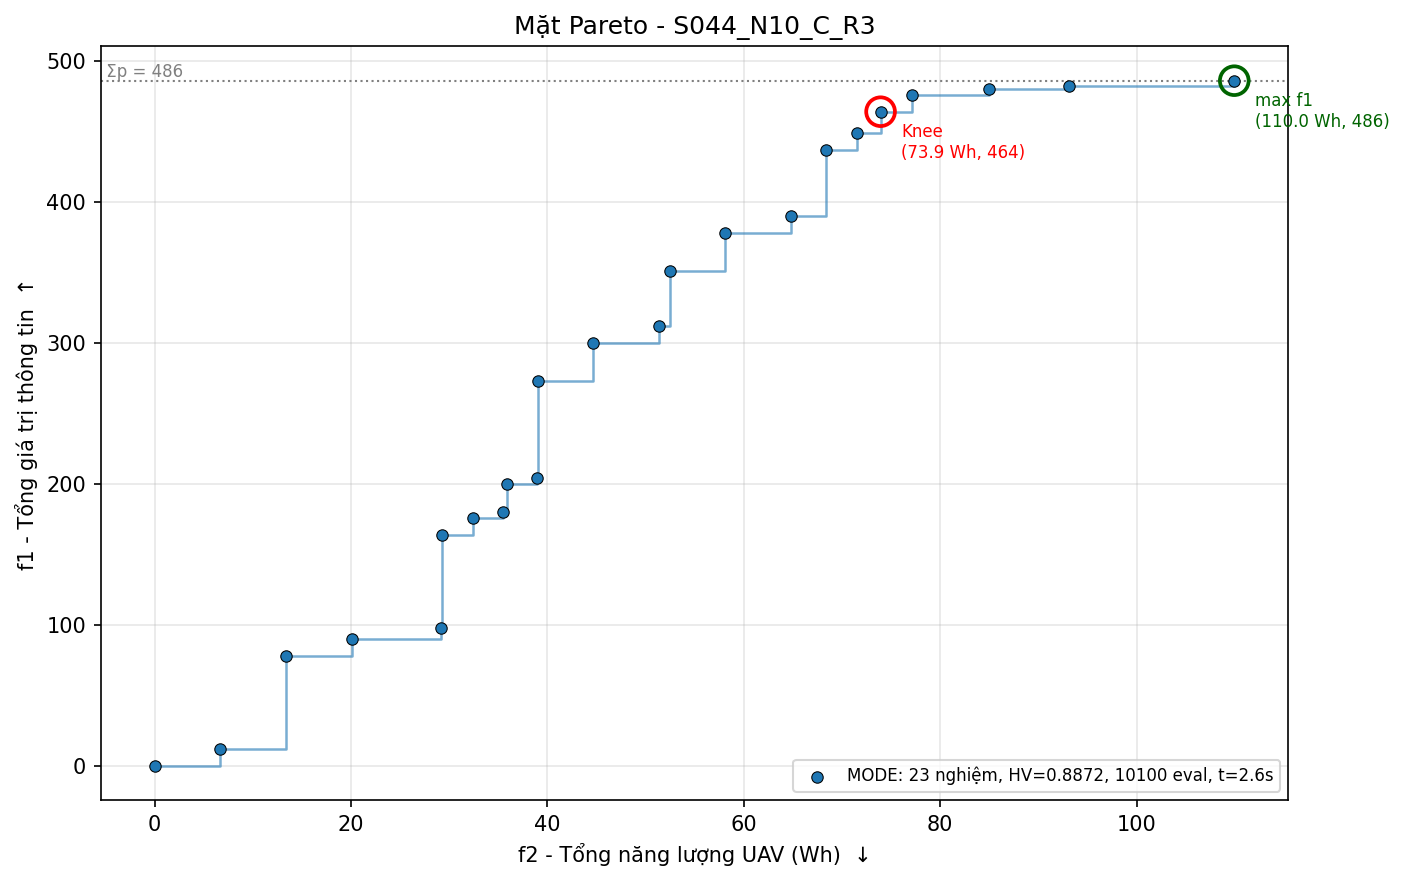 Mặt Pareto - S044_N10_C_R3
f1 - Tổng giá trị thông tin ↑
500
400
300
200
100
0
Σp = 486
max f1
(110.0 Wh, 486)
Knee
(73.9 Wh, 464)
MODE: 23 nghiệm, HV=0.8872, 10100 eval, t=2.6s
0 20 40 60 80 100
f2 - Tổng năng lượng UAV (Wh) ↓